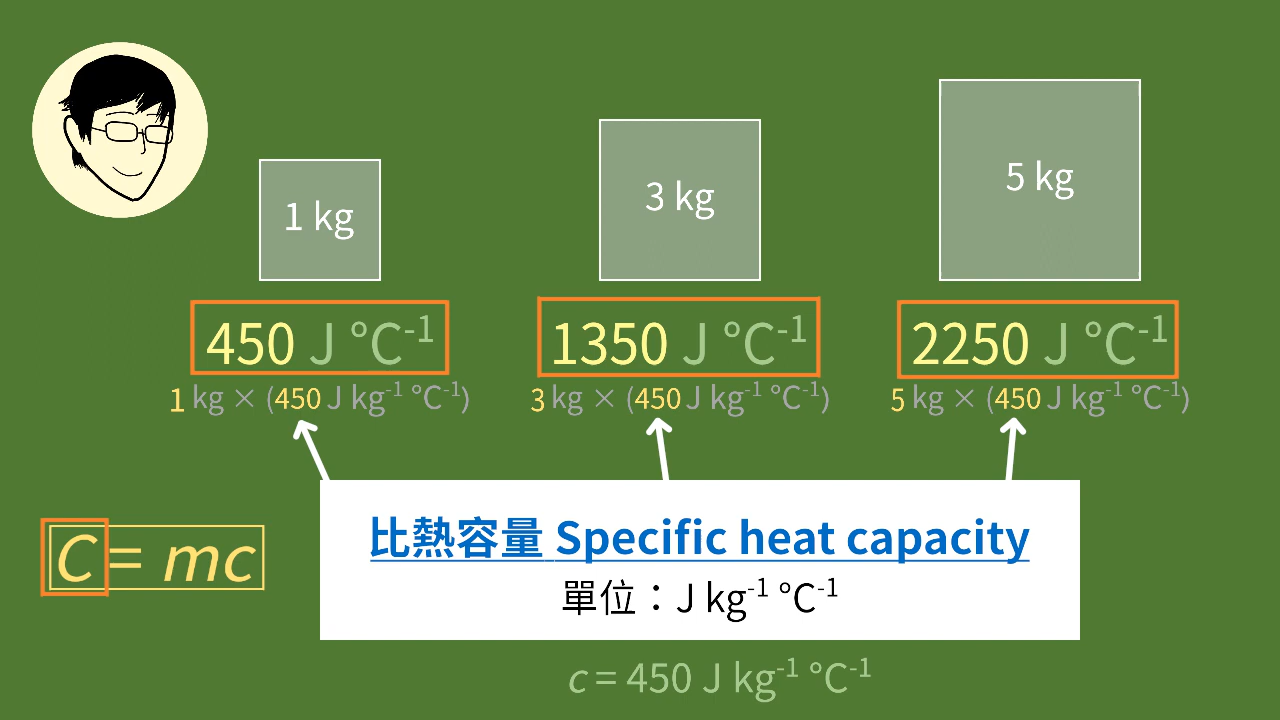 1 kg
3 kg
5 kg
450 J °C⁻¹
1350 J °C⁻¹
2250 J °C⁻¹
1 kg × (450 J kg⁻¹ °C⁻¹)
3 kg × (450 J kg⁻¹ °C⁻¹)
5 kg × (450 J kg⁻¹ °C⁻¹)
比熱容量 Specific heat capacity
單位：J kg⁻¹ °C⁻¹
C = mc
c = 450 J kg⁻¹ °C⁻¹